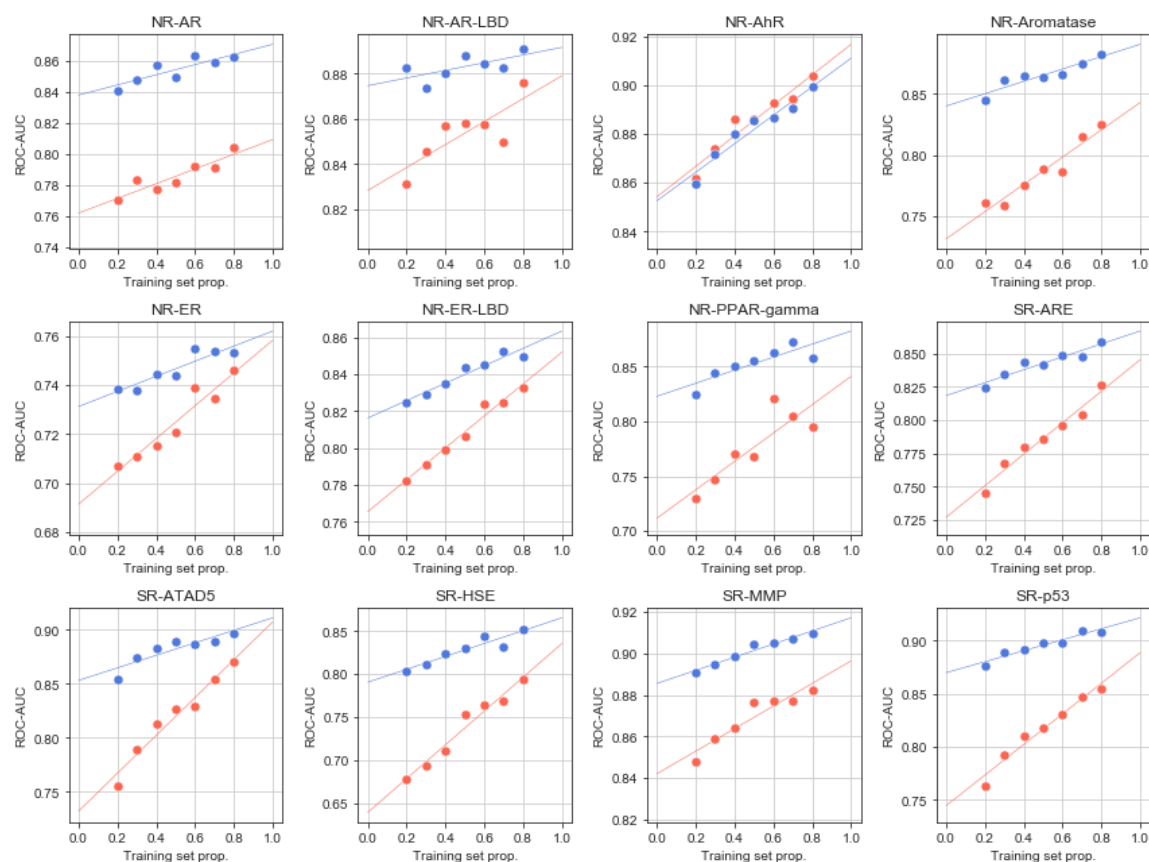 NR-AR
NR-AR-LBD
NR-AhR
NR-Aromatase
ROC-AUC
0.86
0.84
0.82
0.80
0.78
0.76
0.74
0.0 0.2 0.4 0.6 0.8 1.0
Training set prop.
ROC-AUC
0.88
0.86
0.84
0.82
0.0 0.2 0.4 0.6 0.8 1.0
Training set prop.
ROC-AUC
0.92
0.90
0.88
0.86
0.84
0.0 0.2 0.4 0.6 0.8 1.0
Training set prop.
ROC-AUC
0.85
0.80
0.75
0.0 0.2 0.4 0.6 0.8 1.0
Training set prop.
NR-ER
NR-ER-LBD
NR-PPAR-gamma
SR-ARE
ROC-AUC
0.76
0.74
0.72
0.70
0.68
0.0 0.2 0.4 0.6 0.8 1.0
Training set prop.
ROC-AUC
0.86
0.84
0.82
0.80
0.78
0.76
0.0 0.2 0.4 0.6 0.8 1.0
Training set prop.
ROC-AUC
0.85
0.80
0.75
0.70
0.0 0.2 0.4 0.6 0.8 1.0
Training set prop.
ROC-AUC
0.850
0.825
0.800
0.775
0.750
0.725
0.0 0.2 0.4 0.6 0.8 1.0
Training set prop.
SR-ATAD5
SR-HSE
SR-MMP
SR-p53
ROC-AUC
0.90
0.85
0.80
0.75
0.0 0.2 0.4 0.6 0.8 1.0
Training set prop.
ROC-AUC
0.85
0.80
0.75
0.70
0.65
0.0 0.2 0.4 0.6 0.8 1.0
Training set prop.
ROC-AUC
0.92
0.90
0.88
0.86
0.84
0.82
0.0 0.2 0.4 0.6 0.8 1.0
Training set prop.
ROC-AUC
0.90
0.85
0.80
0.75
0.0 0.2 0.4 0.6 0.8 1.0
Training set prop.